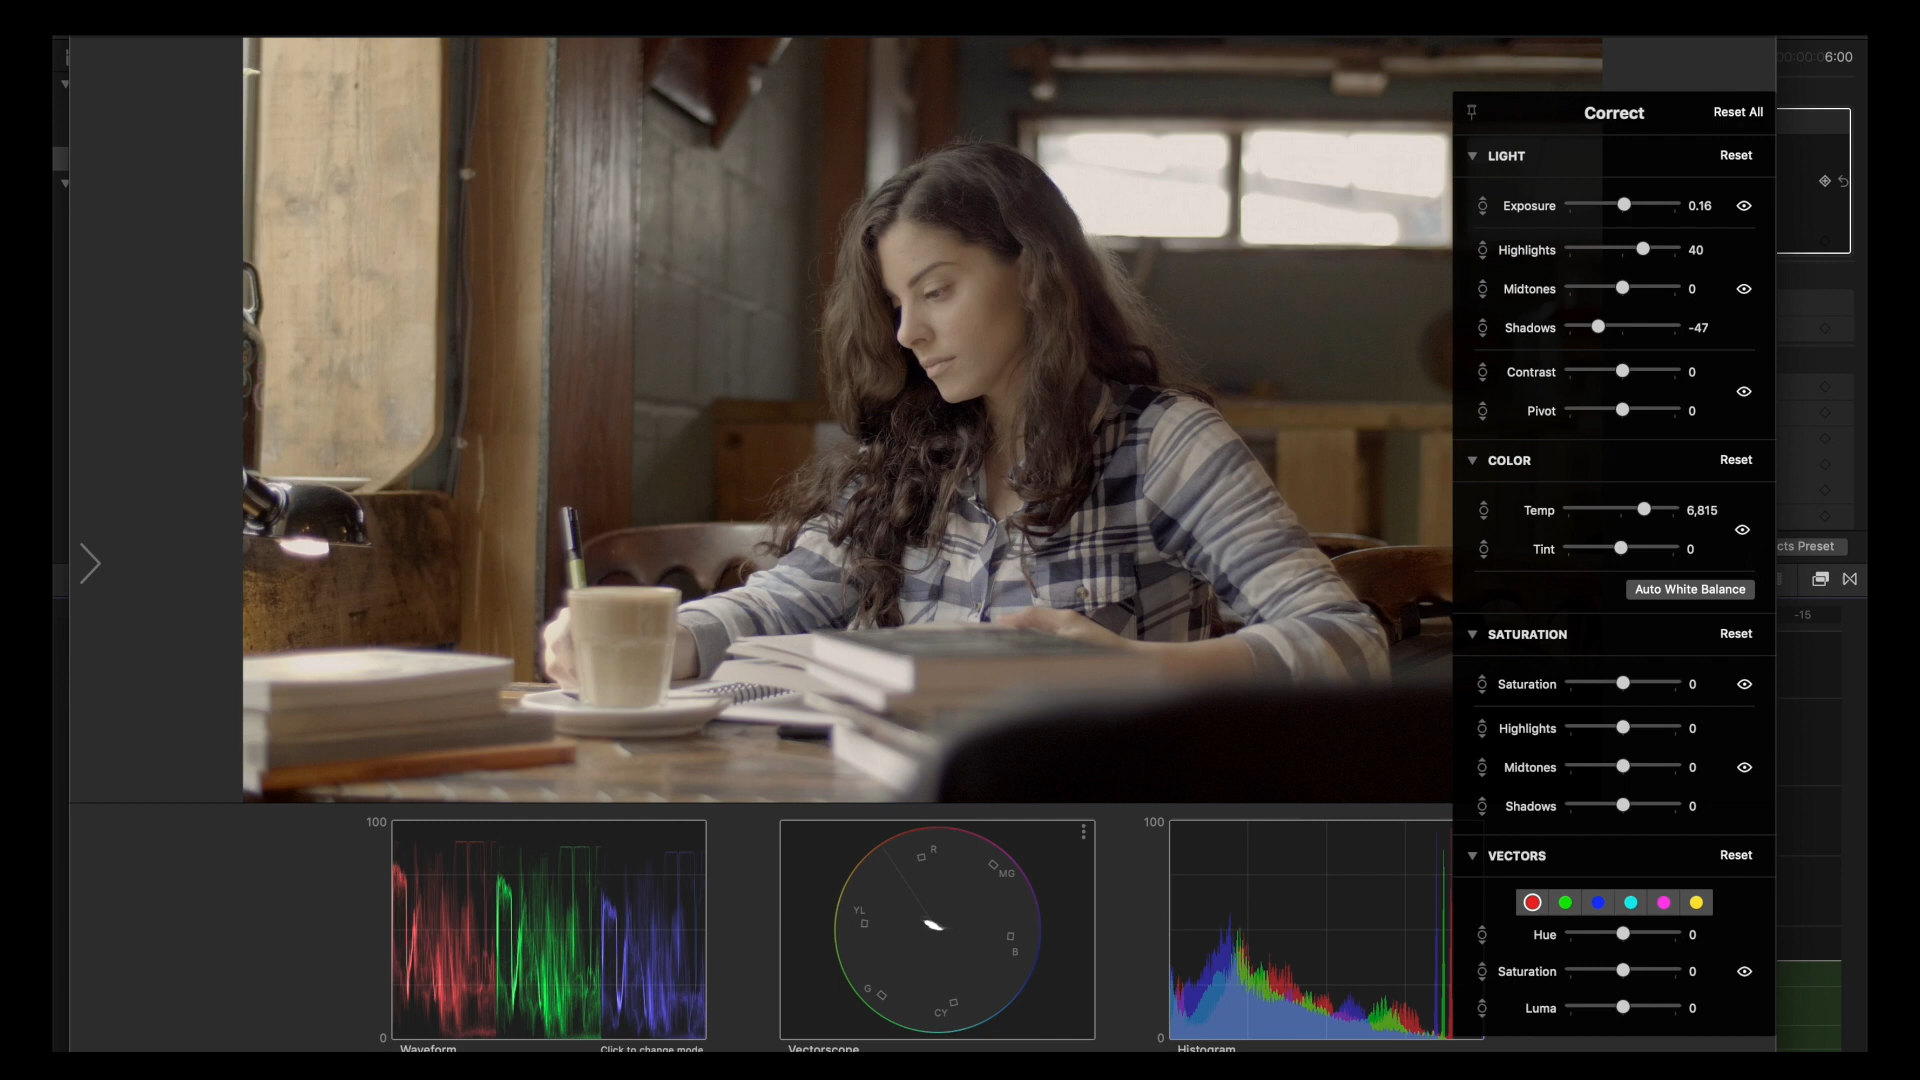 00:00:06:00
Correct
Reset All
LIGHT
Reset
Exposure
0.16
Highlights
40
Midtones
0
Shadows
-47
Contrast
0
Pivot
0
COLOR
Reset
Temp
6,815
Tint
0
Auto White Balance
cts Preset
-15
SATURATION
Reset
Saturation
0
Highlights
0
Midtones
0
Shadows
0
VECTORS
Reset
Hue
0
Saturation
0
Luma
0
100
0
Waveform
Click to change mode
R
MG
YL
B
G
CY
Vectorscope
100
0
Histogram